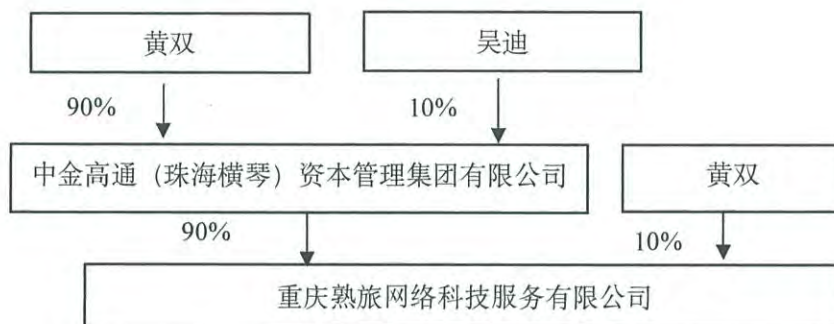 黄双
吴迪
90%
10%
中金高通（珠海横琴）资本管理集团有限公司
黄双
90%
10%
重庆熟旅网络科技服务有限公司